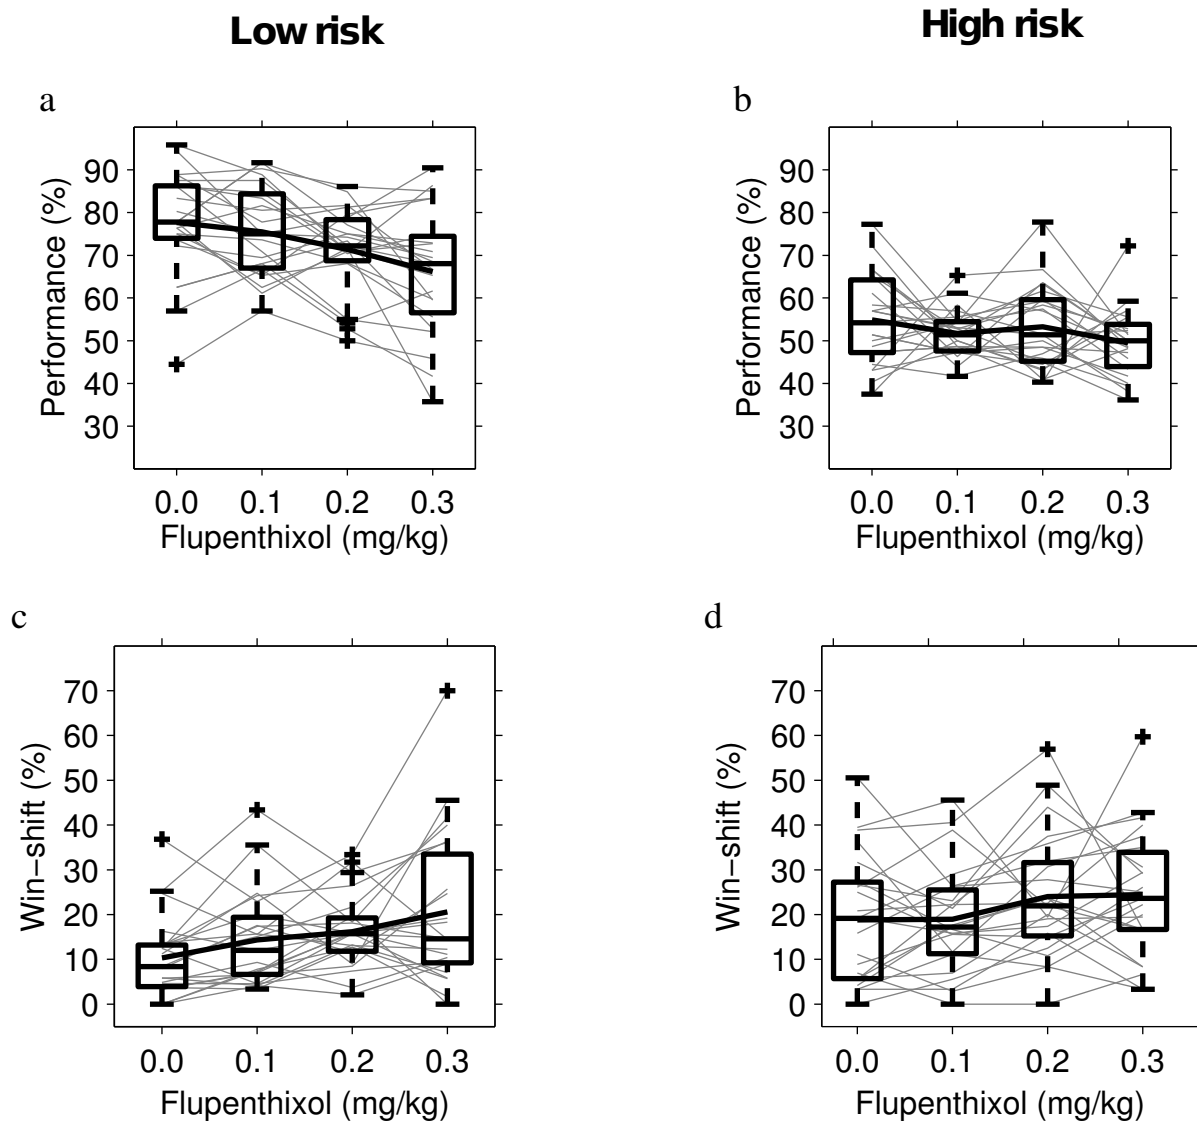 Low risk
High risk
a
b
Performance (%)
90
80
70
60
50
40
30
0.0 0.1 0.2 0.3
Flupenthixol (mg/kg)
Performance (%)
90
80
70
60
50
40
30
0.0 0.1 0.2 0.3
Flupenthixol (mg/kg)
c
d
Win−shift (%)
70
60
50
40
30
20
10
0
0.0 0.1 0.2 0.3
Flupenthixol (mg/kg)
Win−shift (%)
70
60
50
40
30
20
10
0
0.0 0.1 0.2 0.3
Flupenthixol (mg/kg)